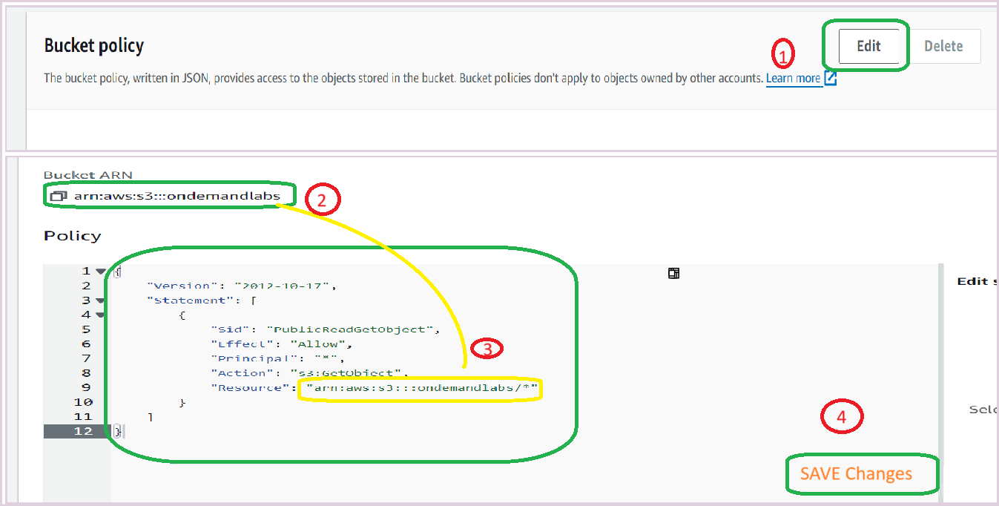 Bucket policy
1
Edit
Delete
The bucket policy, written in JSON, provides access to the objects stored in the bucket. Bucket policies don't apply to objects owned by other accounts. Learn more
Bucket ARN
arn:aws:s3:::ondemandlabs
2
Policy
1 {
2 "Version": "2012-10-17",
3 "Statement": [
4 {
5 "Sid": "PublicReadGetObject",
6 "Effect": "Allow",
7 "Principal": "*",
8 "Action": "s3:GetObject",
9 "Resource": "arn:aws:s3:::ondemandlabs/*"
10 }
11 ]
12 }
3
Edit s
Sele
4
SAVE Changes